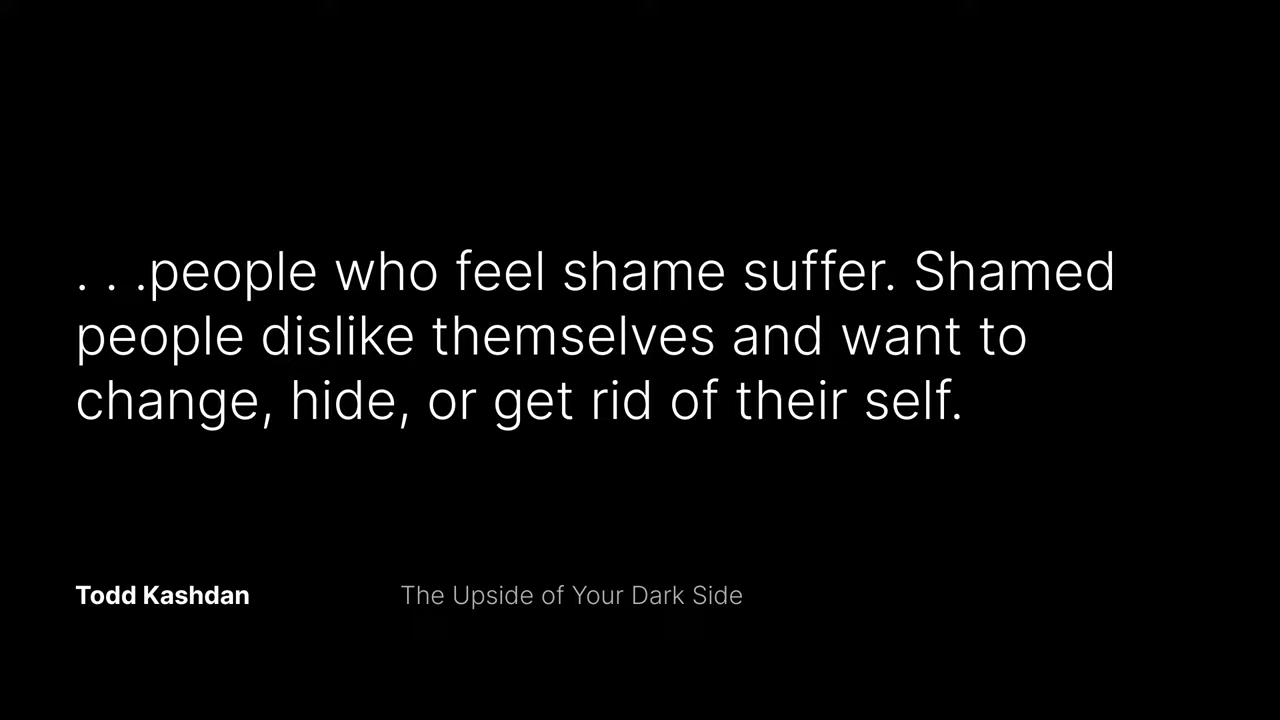 . . .people who feel shame suffer. Shamed
people dislike themselves and want to
change, hide, or get rid of their self.
Todd Kashdan
The Upside of Your Dark Side